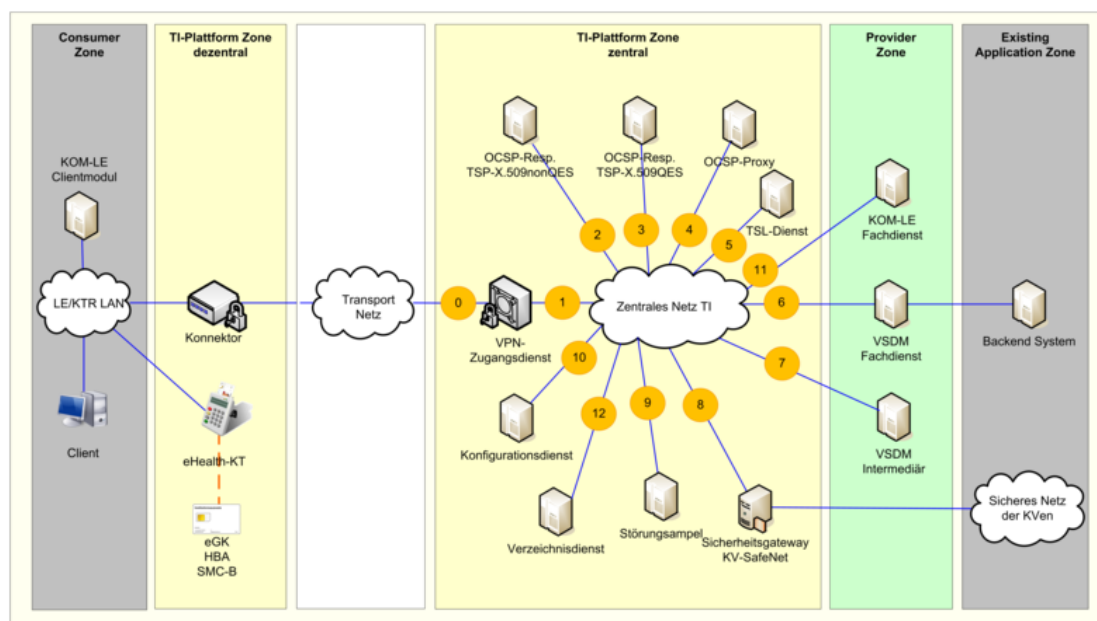 Consumer
Zone
TI-Plattform Zone
dezentral
TI-Plattform Zone
zentral
Provider
Zone
Existing
Application Zone
KOM-LE
Clientmodul
LE/KTR LAN
Client
Konnektor
eHealth-KT
eGK
HBA
SMC-B
Transport
Netz
0
VPN-
Zugangsdienst
1
OCSP-Resp.
TSP-X.509nonQES
OCSP-Resp.
TSP-X.509QES
OCSP-Proxy
TSL-Dienst
2
3
4
5
11
6
7
8
9
12
10
Zentrales Netz TI
Konfigurationsdienst
Verzeichnisdienst
Störungsampel
Sicherheitsgateway
KV-SafeNet
KOM-LE
Fachdienst
VSDM
Fachdienst
VSDM
Intermediär
Backend System
Sicheres Netz
der KVen